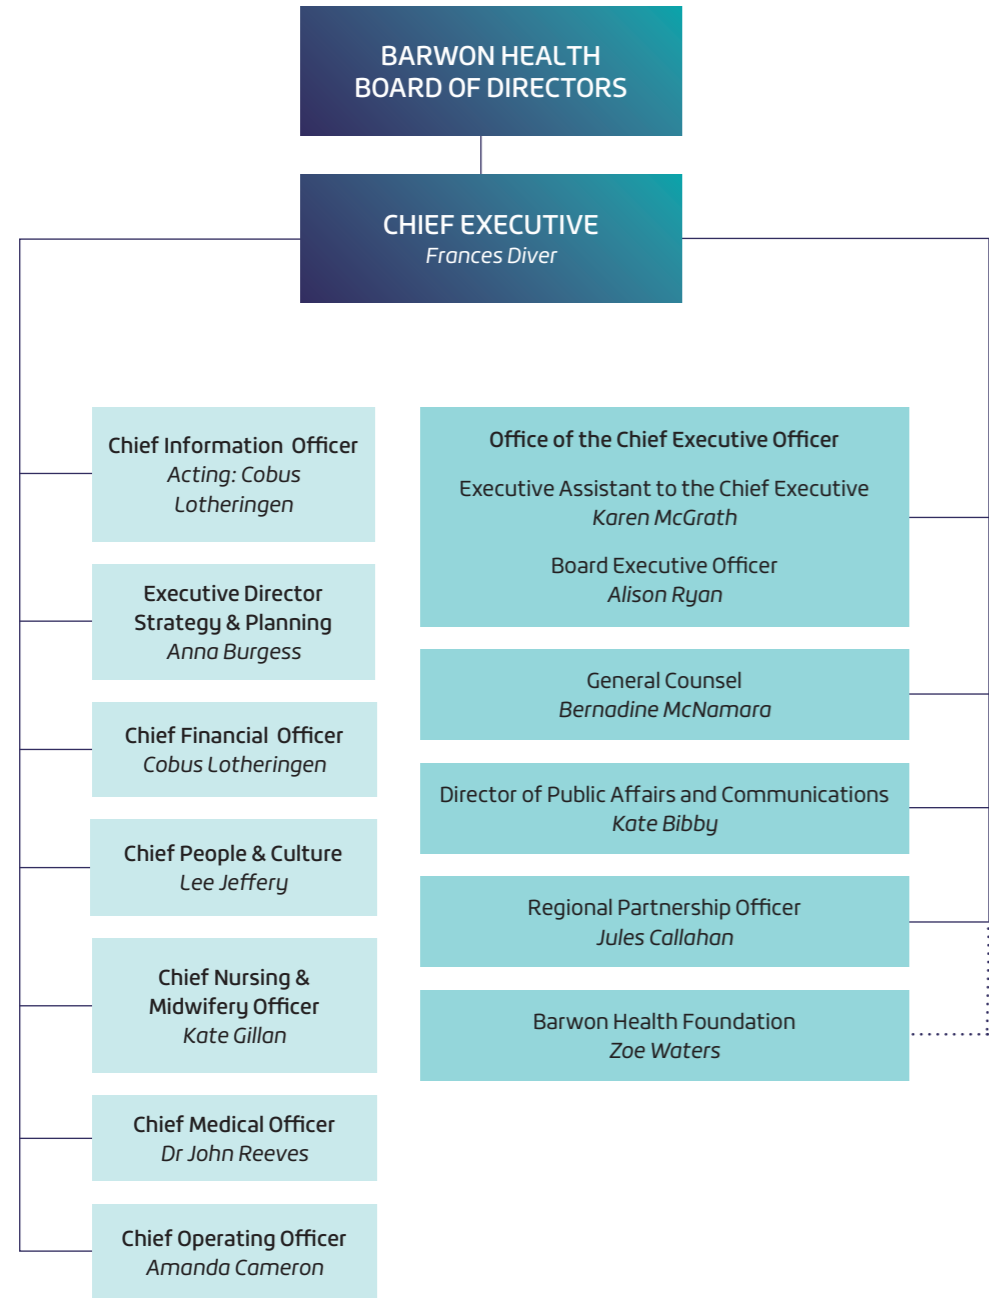 BARWON HEALTH
BOARD OF DIRECTORS
CHIEF EXECUTIVE
Frances Diver
Chief Information Officer
Acting: Cobus
Lotheringen
Executive Director
Strategy & Planning
Anna Burgess
Chief Financial Officer
Cobus Lotheringen
Chief People & Culture
Lee Jeffery
Chief Nursing &
Midwifery Officer
Kate Gillan
Chief Medical Officer
Dr John Reeves
Chief Operating Officer
Amanda Cameron
Office of the Chief Executive Officer
Executive Assistant to the Chief Executive
Karen McGrath
Board Executive Officer
Alison Ryan
General Counsel
Bernadine McNamara
Director of Public Affairs and Communications
Kate Bibby
Regional Partnership Officer
Jules Callahan
Barwon Health Foundation
Zoe Waters